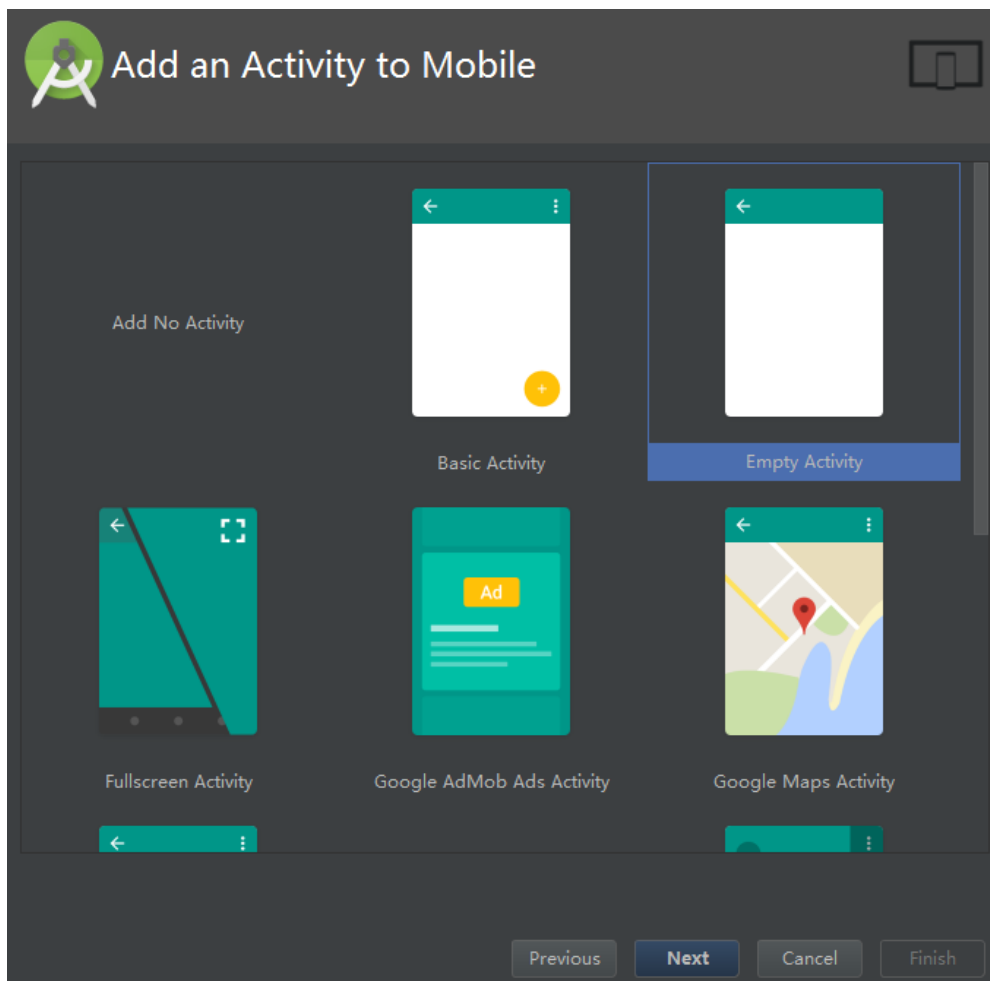 Add an Activity to Mobile
Add No Activity
Basic Activity
Empty Activity
Ad
Fullscreen Activity
Google AdMob Ads Activity
Google Maps Activity
Previous
Next
Cancel
Finish